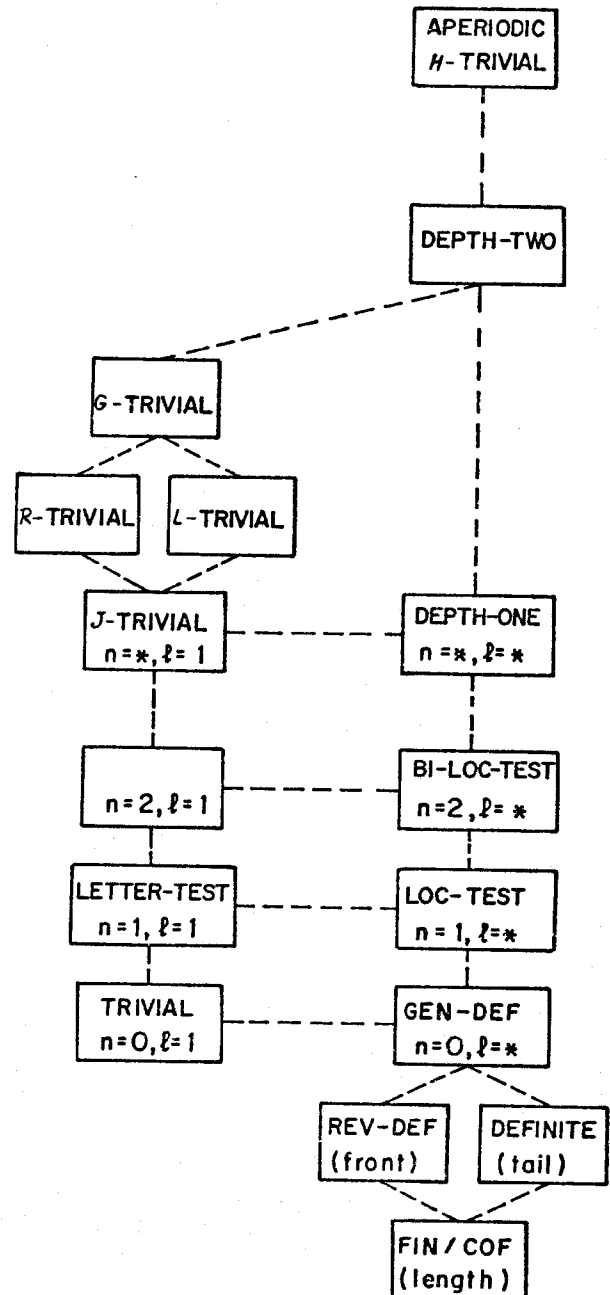 APERIODIC
H-TRIVIAL
DEPTH-TWO
G-TRIVIAL
R-TRIVIAL
L-TRIVIAL
J-TRIVIAL
n=*, ℓ=1
DEPTH-ONE
n=*, ℓ=*
n=2, ℓ=1
BI-LOC-TEST
n=2, ℓ=*
LETTER-TEST
n=1, ℓ=1
LOC-TEST
n=1, ℓ=*
TRIVIAL
n=0, ℓ=1
GEN-DEF
n=0, ℓ=*
REV-DEF
(front)
DEFINITE
(tail)
FIN/COF
(length)